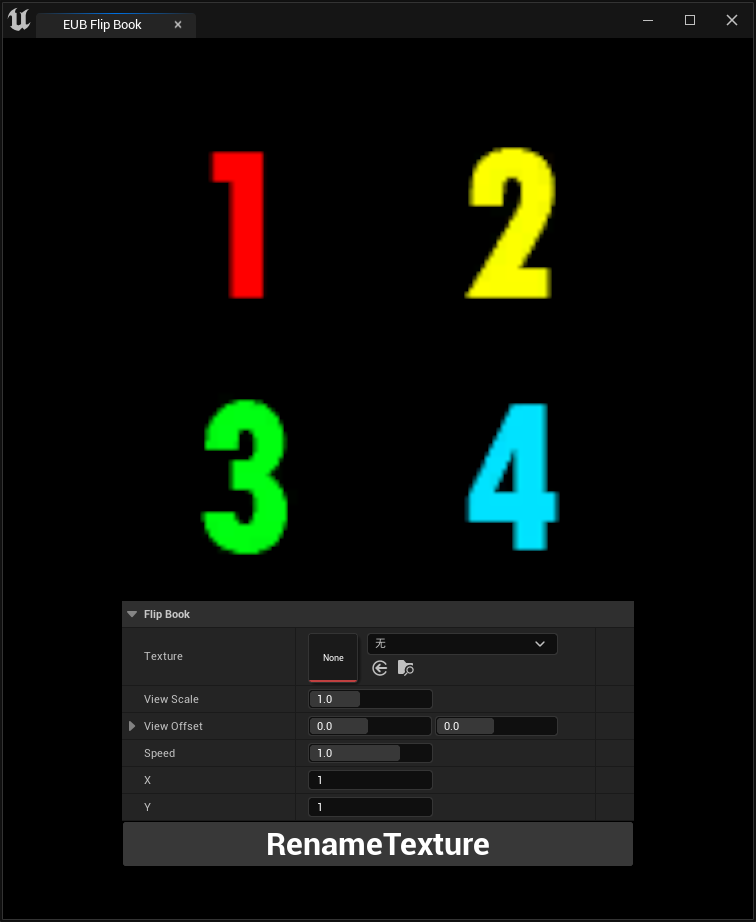 EUB Flip Book
1 2
3 4
Flip Book
Texture
None
无
View Scale 1.0
View Offset 0.0 0.0
Speed 1.0
X 1
Y 1
RenameTexture